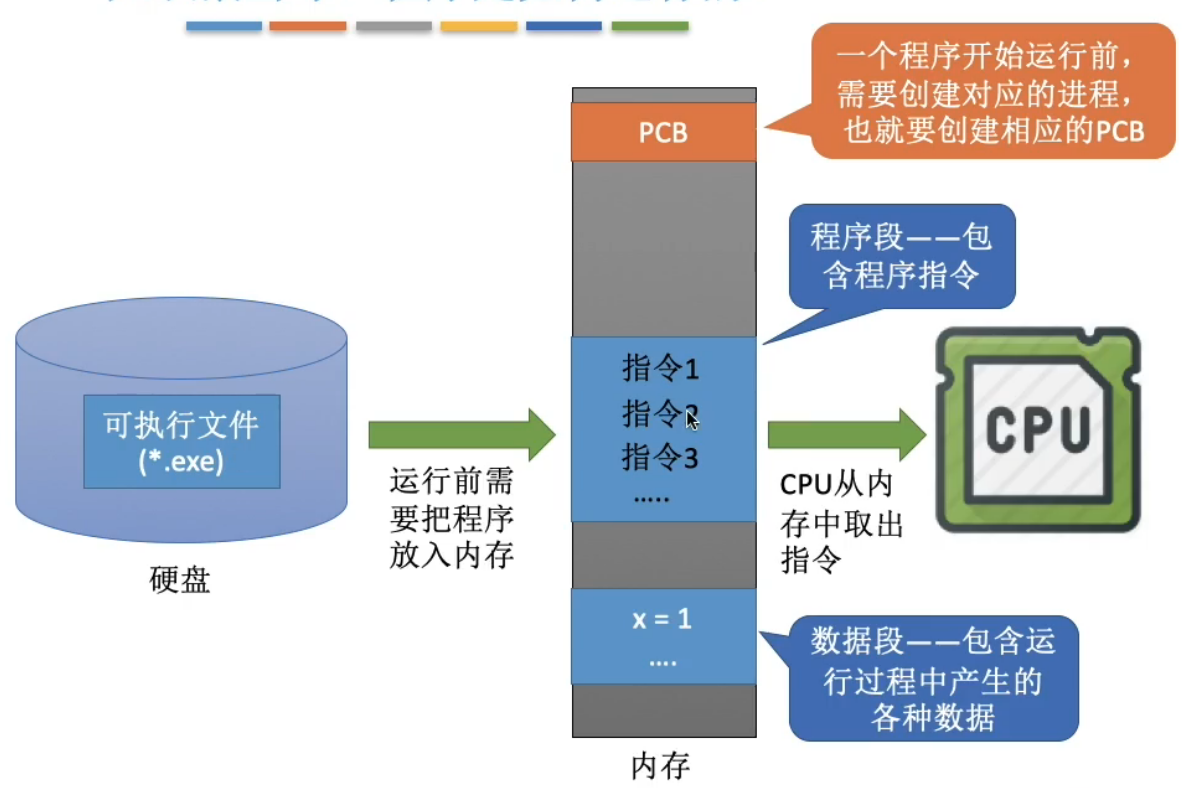 一个程序开始运行前，
需要创建对应的进程，
也就要创建相应的PCB
PCB
程序段——包
含程序指令
指令1
指令2
指令3
…..
可执行文件
(*.exe)
硬盘
运行前需
要把程序
放入内存
CPU
CPU从内
存中取出
指令
x = 1
….
数据段——包含运
行过程中产生的
各种数据
内存